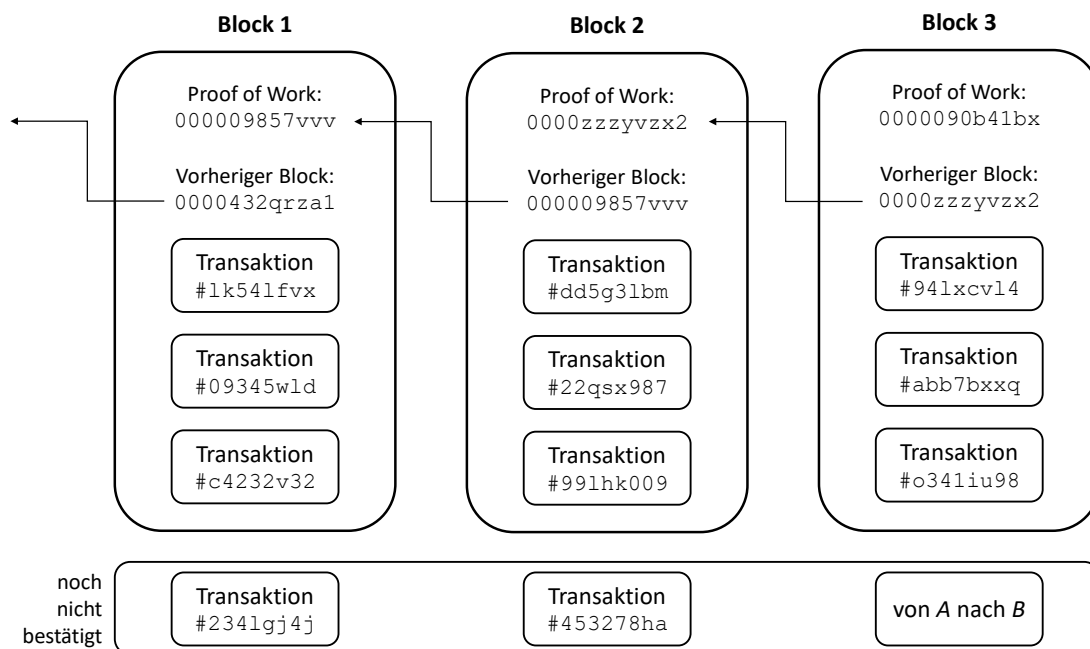 Block 1
Block 2
Block 3
Proof of Work:
000009857vvv
Vorheriger Block:
0000432qrza1
Transaktion
#lk54lfvx
Transaktion
#09345wld
Transaktion
#c4232v32
Proof of Work:
0000zzzyvzx2
Vorheriger Block:
000009857vvv
Transaktion
#dd5g3lbm
Transaktion
#22qsx987
Transaktion
#99lhk009
Proof of Work:
0000090b41bx
Vorheriger Block:
0000zzzyvzx2
Transaktion
#94lxcvl4
Transaktion
#abb7bxxq
Transaktion
#o34liu98
noch
nicht
bestätigt
Transaktion
#234lgj4j
Transaktion
#453278ha
von A nach B